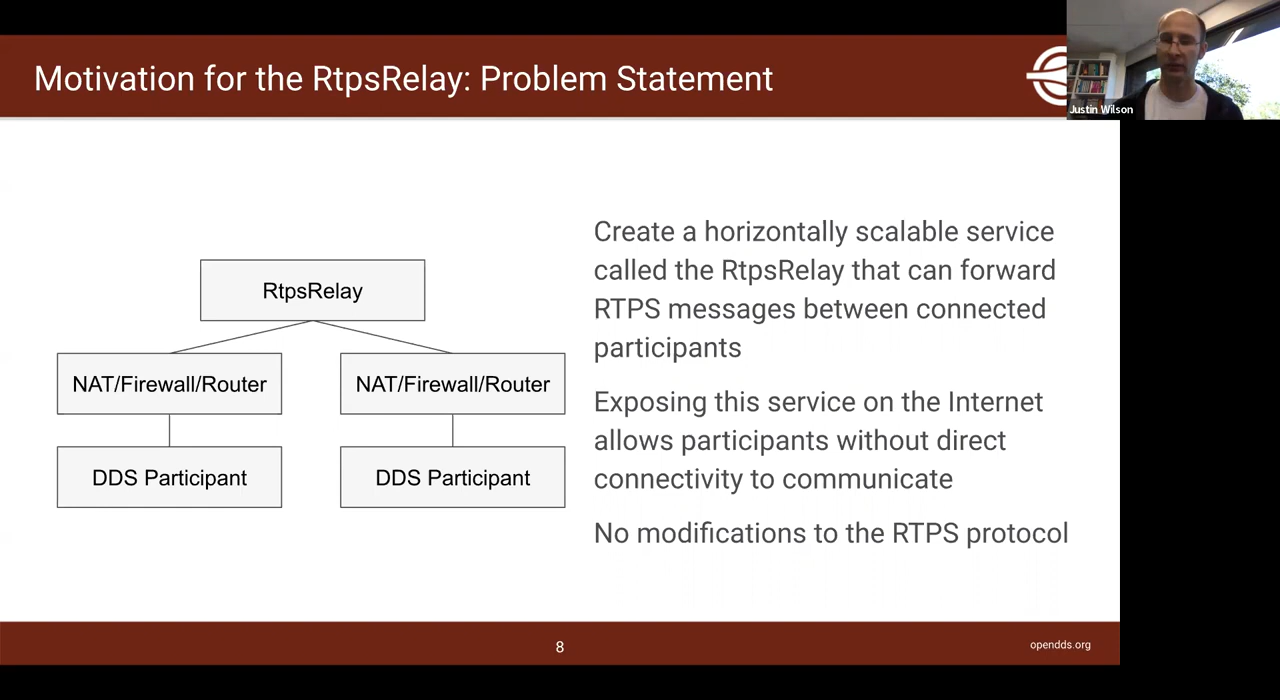 Motivation for the RtpsRelay: Problem Statement
Justin Wilson
RtpsRelay
NAT/Firewall/Router
NAT/Firewall/Router
DDS Participant
DDS Participant
Create a horizontally scalable service
called the RtpsRelay that can forward
RTPS messages between connected
participants
Exposing this service on the Internet
allows participants without direct
connectivity to communicate
No modifications to the RTPS protocol
8
opendds.org